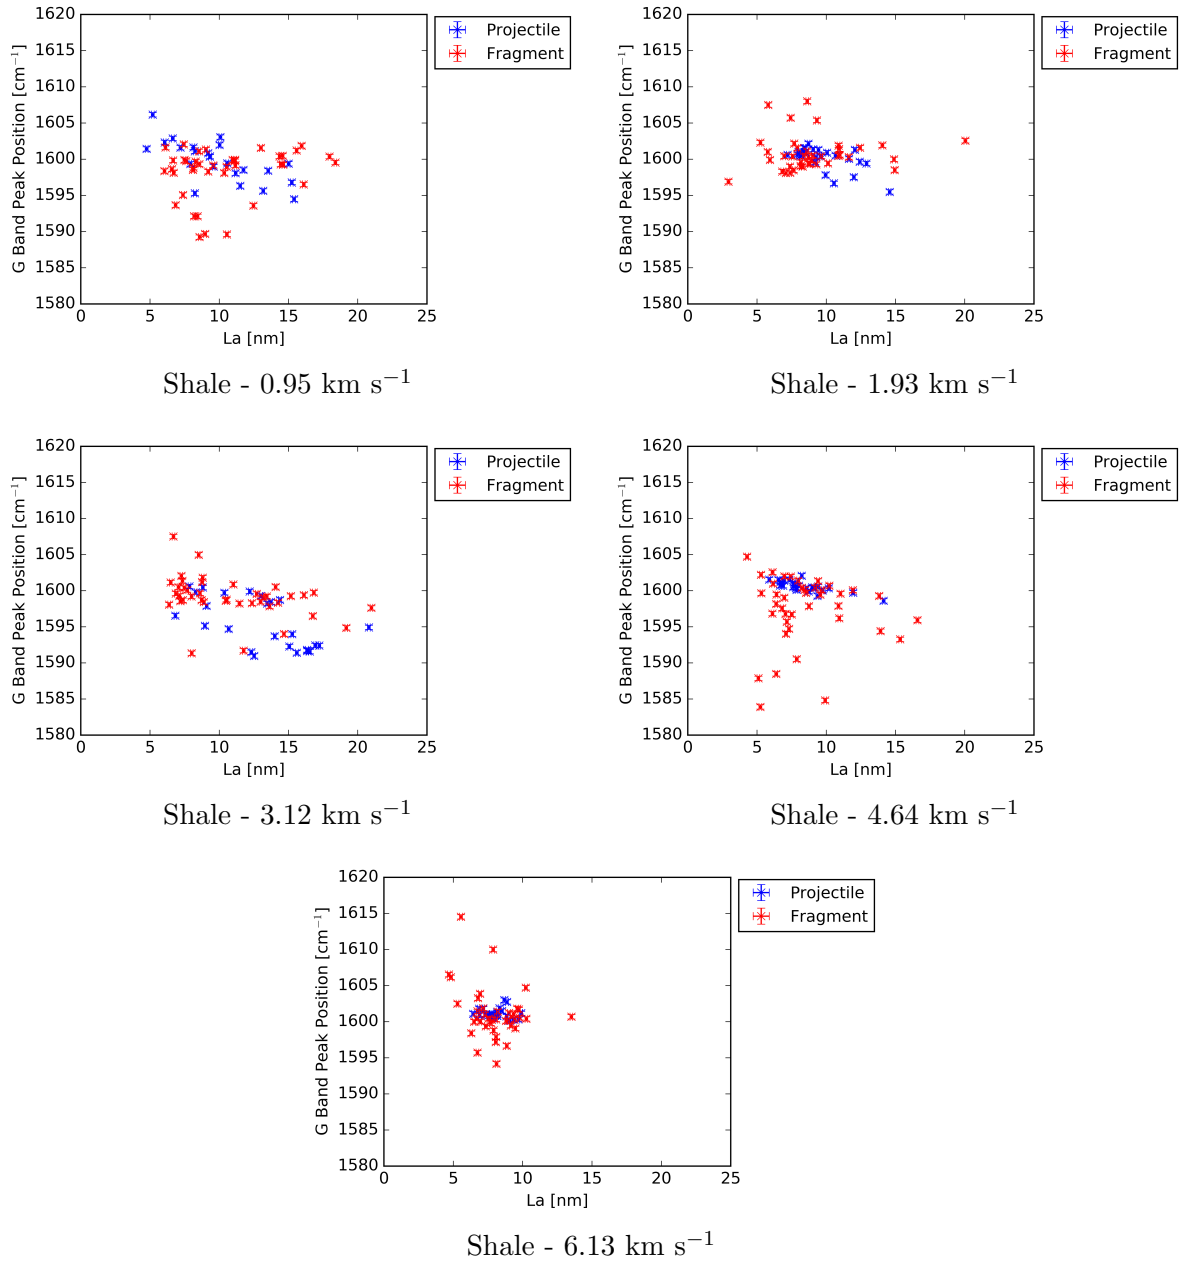 1620
1615
1610
1605
1600
1595
1590
1585
1580
G Band Peak Position [cm⁻¹]
0 5 10 15 20 25
La [nm]
Projectile
Fragment
Shale - 0.95 km s⁻¹
1620
1615
1610
1605
1600
1595
1590
1585
1580
G Band Peak Position [cm⁻¹]
0 5 10 15 20 25
La [nm]
Projectile
Fragment
Shale - 1.93 km s⁻¹
1620
1615
1610
1605
1600
1595
1590
1585
1580
G Band Peak Position [cm⁻¹]
0 5 10 15 20 25
La [nm]
Projectile
Fragment
Shale - 3.12 km s⁻¹
1620
1615
1610
1605
1600
1595
1590
1585
1580
G Band Peak Position [cm⁻¹]
0 5 10 15 20 25
La [nm]
Projectile
Fragment
Shale - 4.64 km s⁻¹
1620
1615
1610
1605
1600
1595
1590
1585
1580
G Band Peak Position [cm⁻¹]
0 5 10 15 20 25
La [nm]
Projectile
Fragment
Shale - 6.13 km s⁻¹